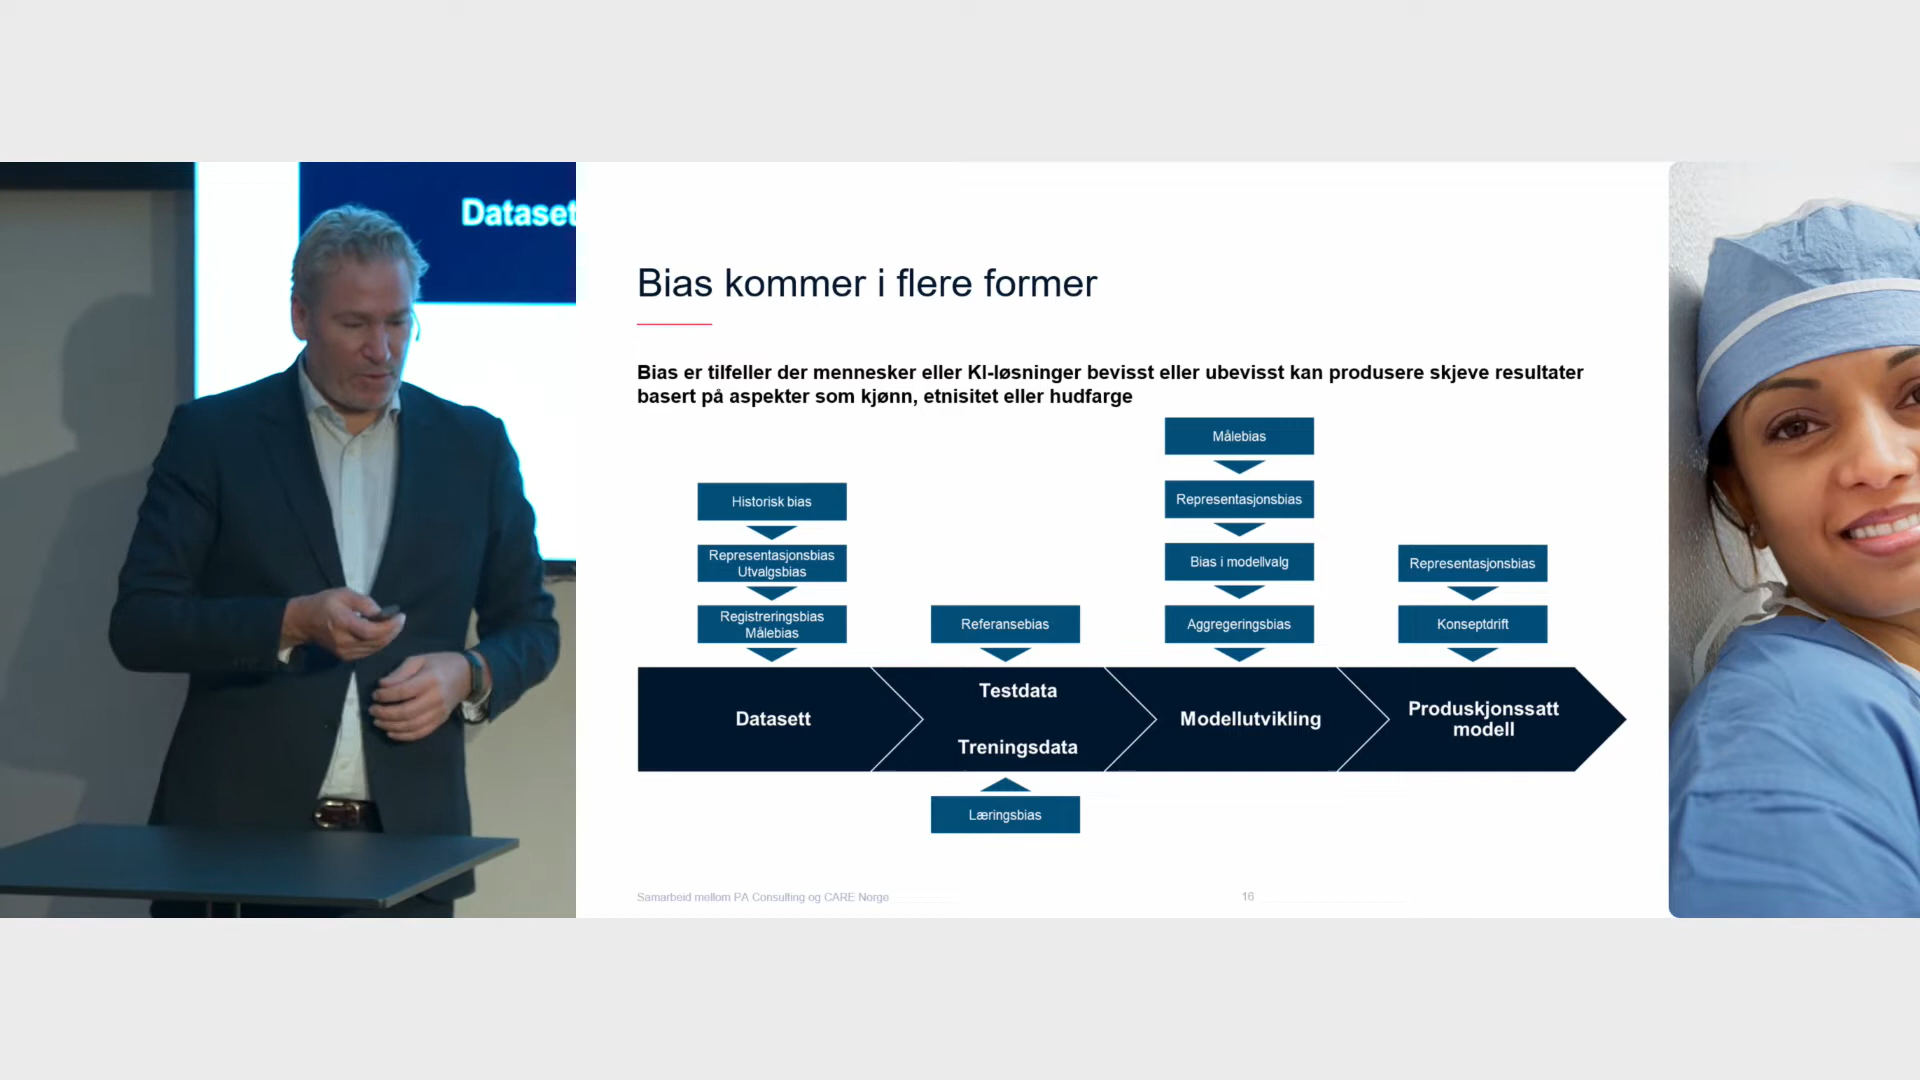 Datasett
Bias kommer i flere former
Bias er tilfeller der mennesker eller KI-løsninger bevisst eller ubevisst kan produsere skjeve resultater
basert på aspekter som kjønn, etnisitet eller hudfarge
Historisk bias
Representasjonsbias
Utvalgsbias
Registreringsbias
Målebias
Referansebias
Målebias
Representasjonsbias
Bias i modellvalg
Aggregeringsbias
Representasjonsbias
Konseptdrift
Testdata
Treningsdata
Modellutvikling
Produskjonssatt
modell
Læringsbias
Samarbeid mellom PA Consulting og CARE Norge
16
Datase